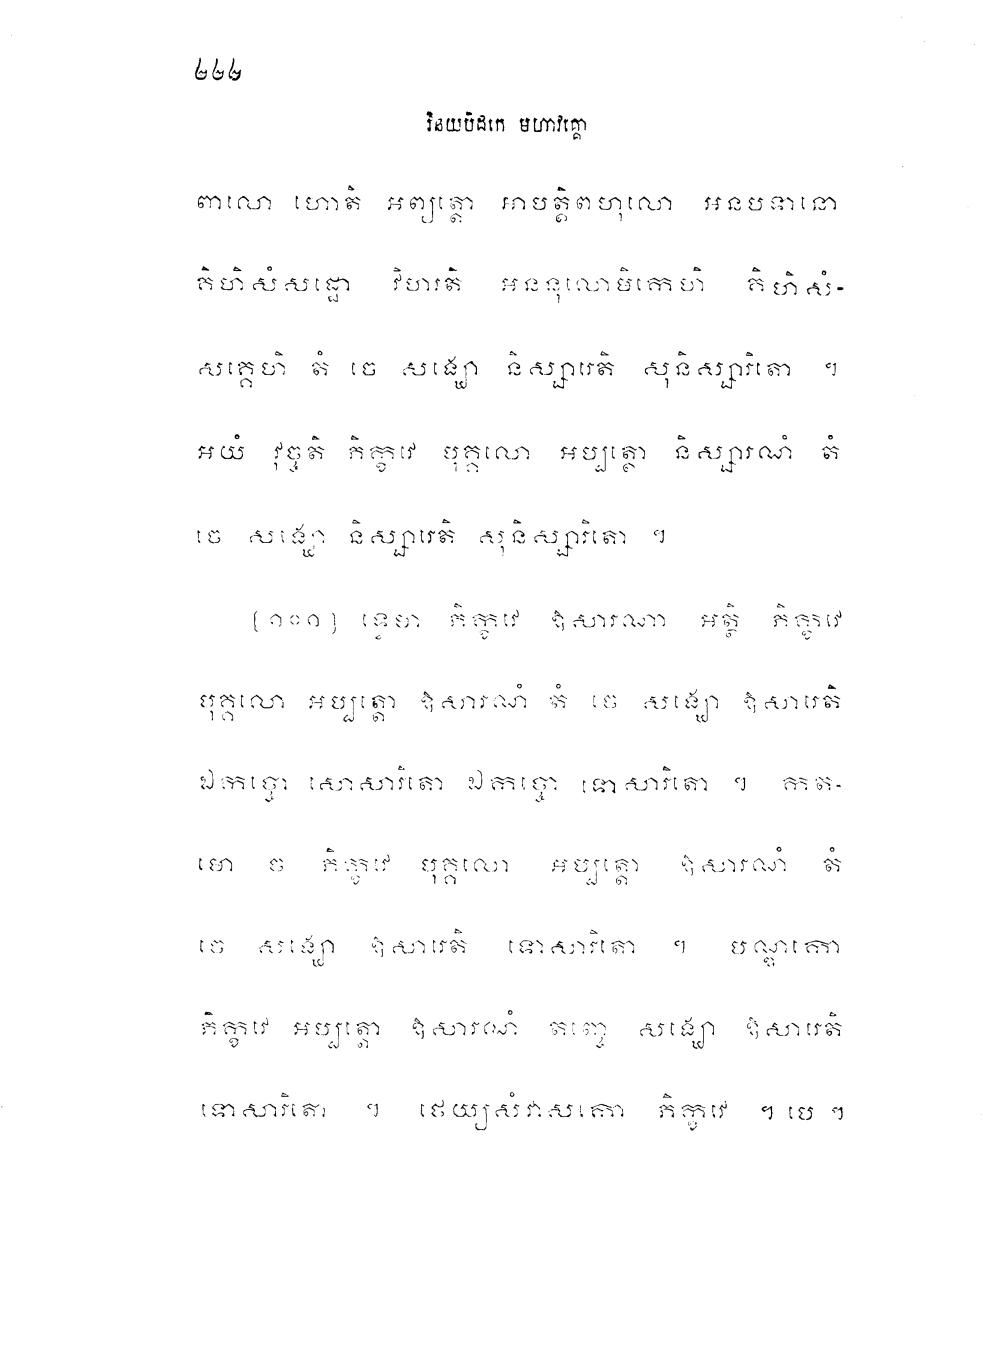 ២២២
វិនយបិដកេ មហាវគ្គោ
ពាលោ ហោតិ អព្យត្តោ អាបត្តិពហុលោ អនបទានោ
គិហិសំសដ្ឋោ វិហរតិ អននុលោមិកេហិ គិហិសំ-
សគ្គេហិ តំ ចេ សង្ឃោ និស្សារេតិ សុនិស្សារិតោ ។
អយំ វុច្ចតិ ភិក្ខវេ បុគ្គលោ អប្បត្តោ និស្សារណំ តំ
ចេ សង្ឃោ និស្សារេតិ សុនិស្សារិតោ ។
[១០១] ទ្វេមា ភិក្ខវេ ឱសារណា អត្ថិ ភិក្ខវេ
បុគ្គលោ អប្បត្តោ ឱសារណំ តំ ចេ សង្ឃោ ឱសារេតិ
ឯកច្ចោ សោសារិតោ ឯកច្ចោ ទោសារិតោ ។ កត-
មោ ច ភិក្ខវេ បុគ្គលោ អប្បត្តោ ឱសារណំ តំ
ចេ សង្ឃោ ឱសារេតិ ទោសារិតោ ។ បណ្ឌកោ
ភិក្ខវេ អប្បត្តោ ឱសារណំ តញ្ចេ សង្ឃោ ឱសារេតិ
ទោសារិតោ ។ ថេយ្យសំវាសកោ ភិក្ខវេ ។ បេ ។